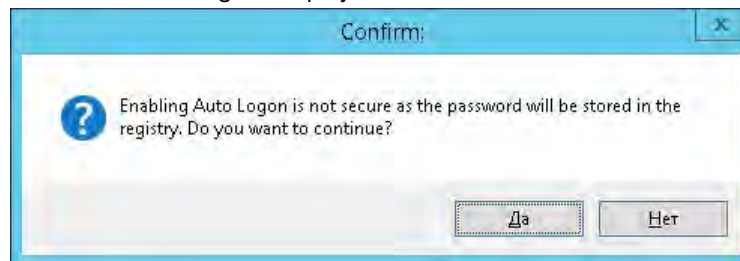 Confirm:
x
Enabling Auto Logon is not secure as the password will be stored in the
registry. Do you want to continue?
Да
Нет